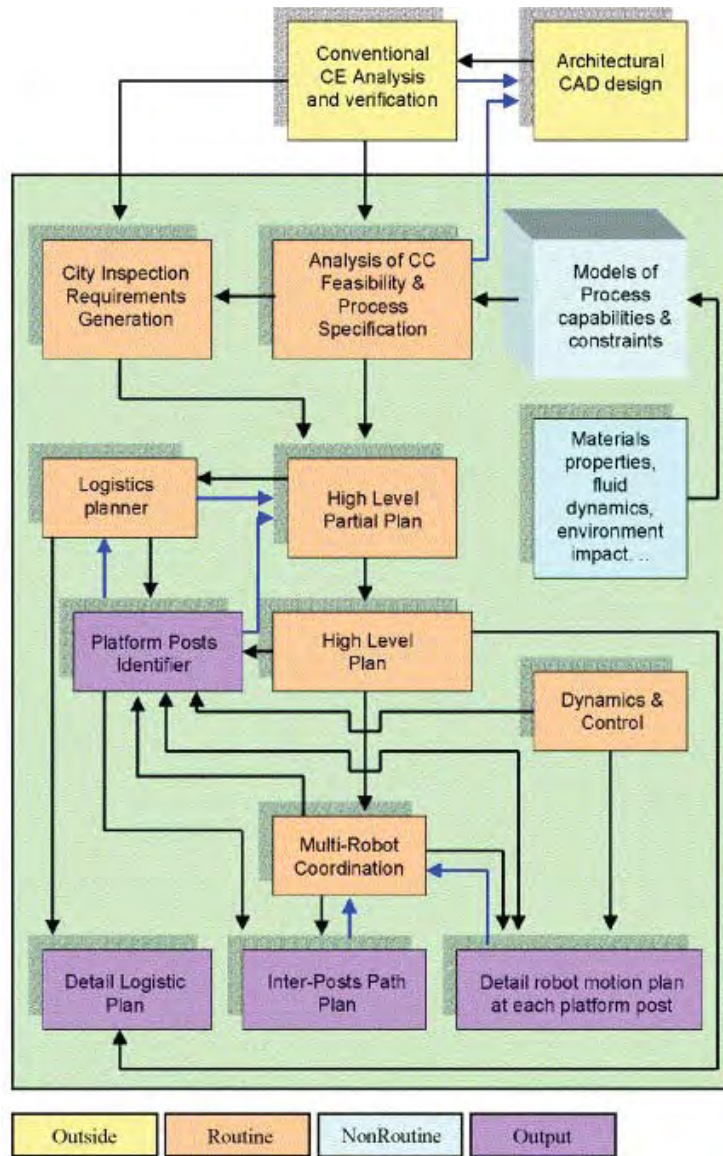 Conventional
CE Analysis
and verification
Architectural
CAD design
City Inspection
Requirements
Generation
Analysis of CC
Feasibility &
Process
Specification
Models of
Process
capabilities &
constraints
Materials
properties,
fluid
dynamics,
environment
impact, ..
Logistics
planner
High Level
Partial Plan
Platform Posts
Identifier
High Level
Plan
Dynamics &
Control
Multi-Robot
Coordination
Detail Logistic
Plan
Inter-Posts Path
Plan
Detail robot motion plan
at each platform post
Outside
Routine
NonRoutine
Output